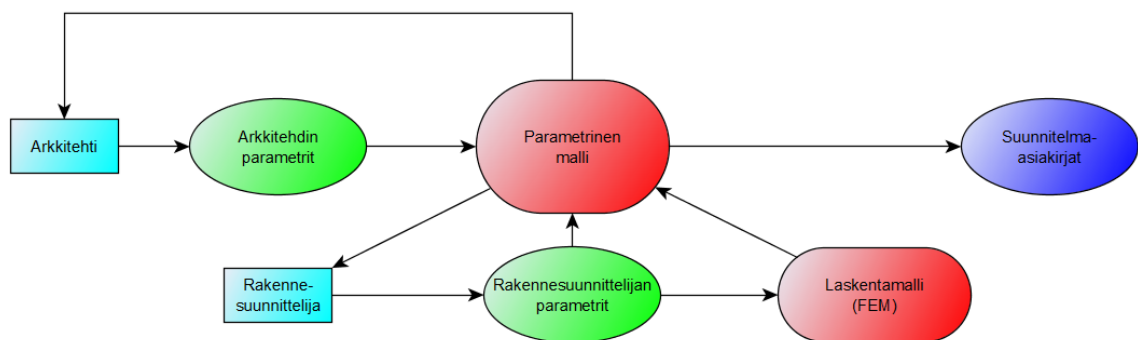 Arkkitehti
Arkkitehdin
parametrit
Parametrinen
malli
Suunnitelma-
asiakirjat
Rakenne-
suunnittelija
Rakennesuunnittelijan
parametrit
Laskentamalli
(FEM)